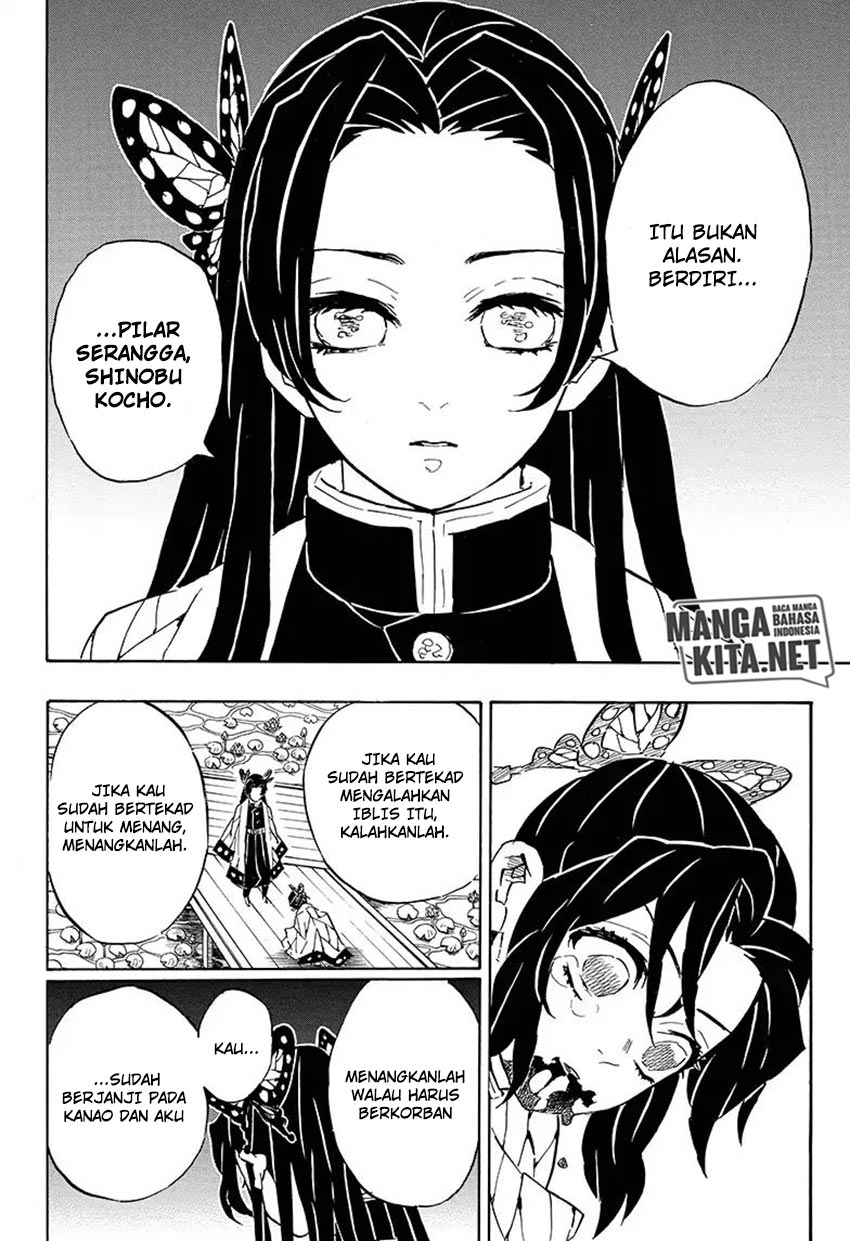 ITU BUKAN
ALASAN.
BERDIRI...
...PILAR
SERANGGA,
SHINOBU
KOCHO.
MANGA
KITA.NET
BACA MANGA
BAHASA
INDONESIA
JIKA KAU
SUDAH BERTEKAD
MENGALAHKAN
IBLIS ITU,
KALAHKANLAH.
JIKA KAU
SUDAH BERTEKAD
UNTUK MENANG,
MENANGKANLAH.
MENANGKANLAH
WALAU HARUS
BERKORBAN
KAU...
...SUDAH
BERJANJI PADA
KANAO DAN AKU